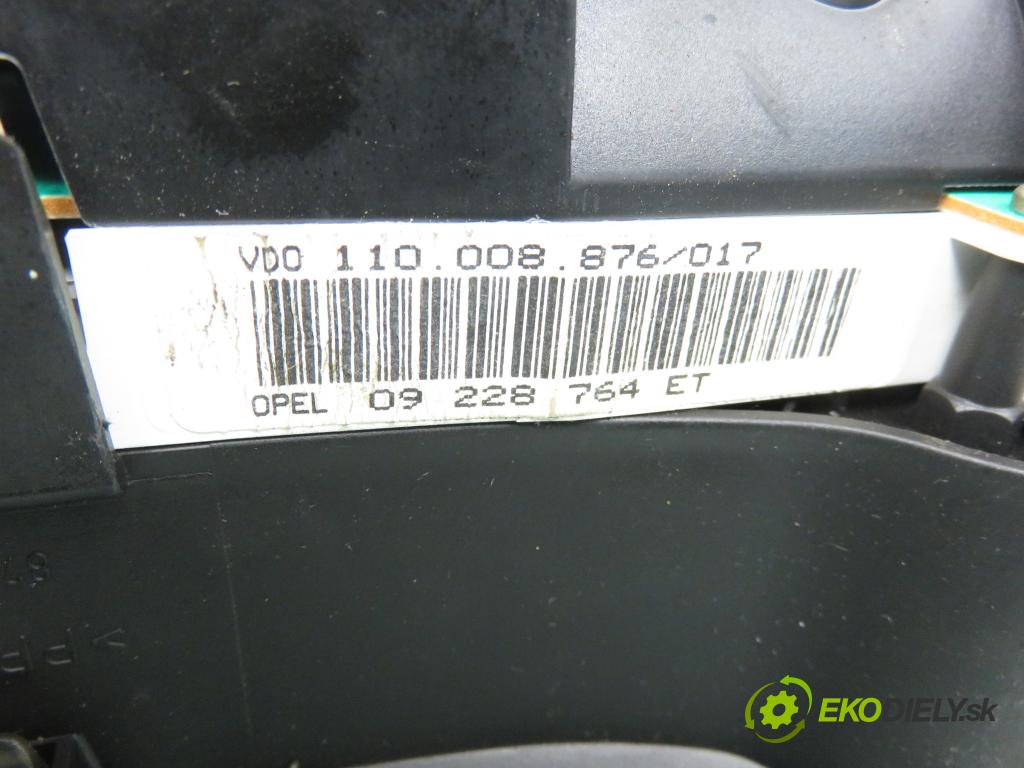 VDO 110.008.876/017
OPEL 09 228 764 ET
EKODIELY.sk